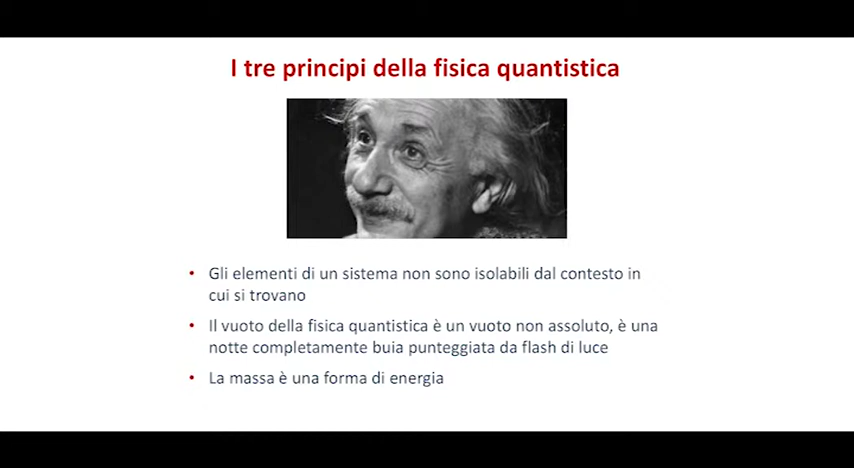 I tre principi della fisica quantistica
• Gli elementi di un sistema non sono isolabili dal contesto in
cui si trovano
• Il vuoto della fisica quantistica è un vuoto non assoluto, è una
notte completamente buia punteggiata da flash di luce
• La massa è una forma di energia